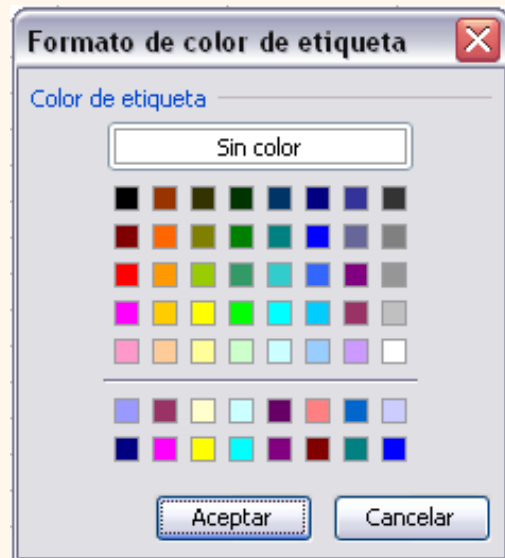 Formato de color de etiqueta
Color de etiqueta
Sin color
Aceptar
Cancelar